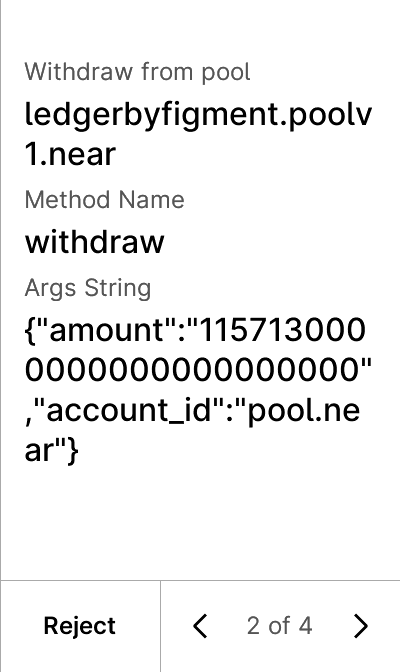 Withdraw from pool
ledgerbyfigment.poolv
1.near
Method Name
withdraw
Args String
{"amount":"115713000
0000000000000000000"
,"account_id":"pool.ne
ar"}
Reject
2 of 4